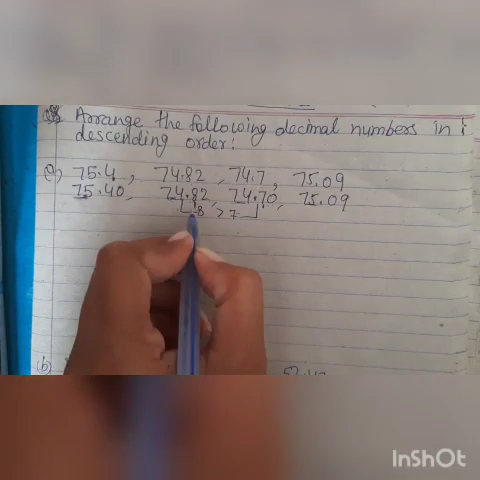 Arrange the following decimal numbers in
descending order:
75.4, 74.82, 74.7, 75.09
75.40, 74.82, 74.70, 75.09
8 > 7
(b)
InShOt